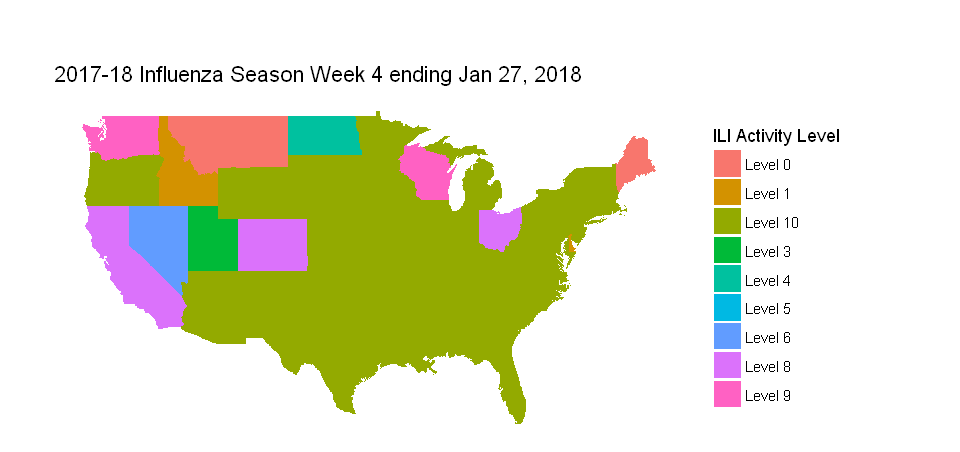 2017-18 Influenza Season Week 4 ending Jan 27, 2018
ILI Activity Level
Level 0
Level 1
Level 10
Level 3
Level 4
Level 5
Level 6
Level 8
Level 9